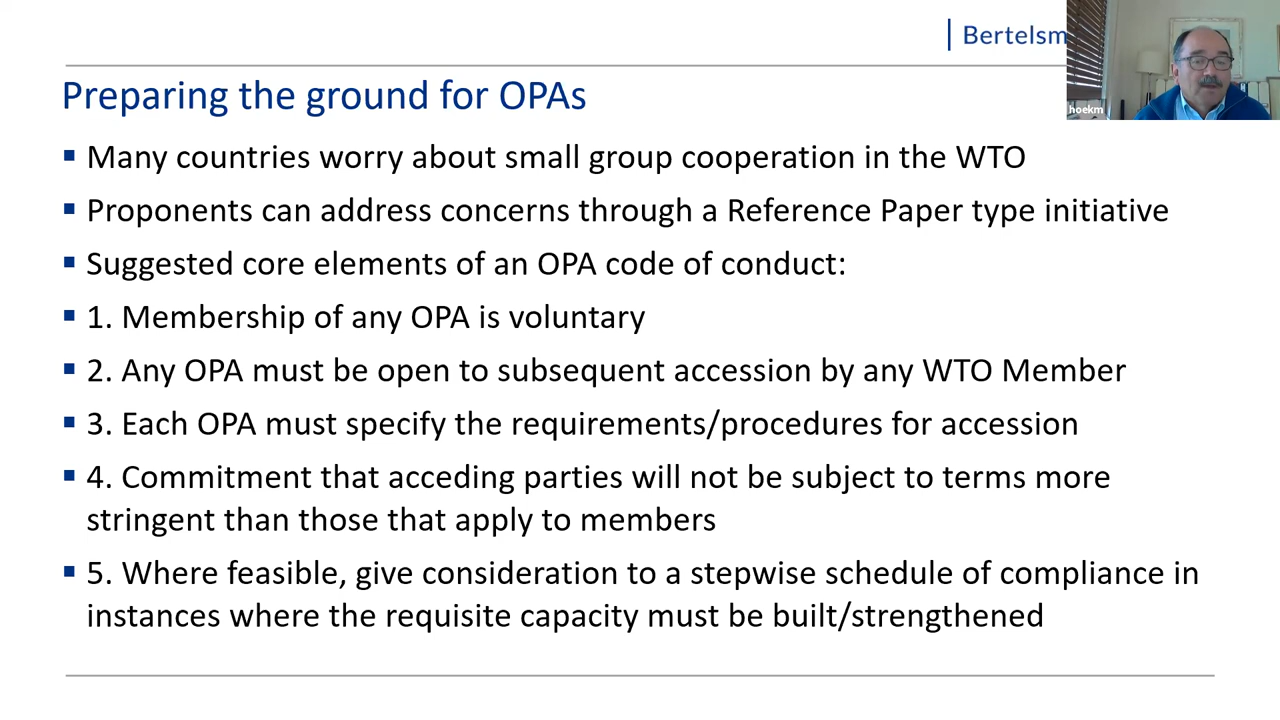 | Bertelsm
hoekm
Preparing the ground for OPAs
▪ Many countries worry about small group cooperation in the WTO
▪ Proponents can address concerns through a Reference Paper type initiative
▪ Suggested core elements of an OPA code of conduct:
▪ 1. Membership of any OPA is voluntary
▪ 2. Any OPA must be open to subsequent accession by any WTO Member
▪ 3. Each OPA must specify the requirements/procedures for accession
▪ 4. Commitment that acceding parties will not be subject to terms more
stringent than those that apply to members
▪ 5. Where feasible, give consideration to a stepwise schedule of compliance in
instances where the requisite capacity must be built/strengthened